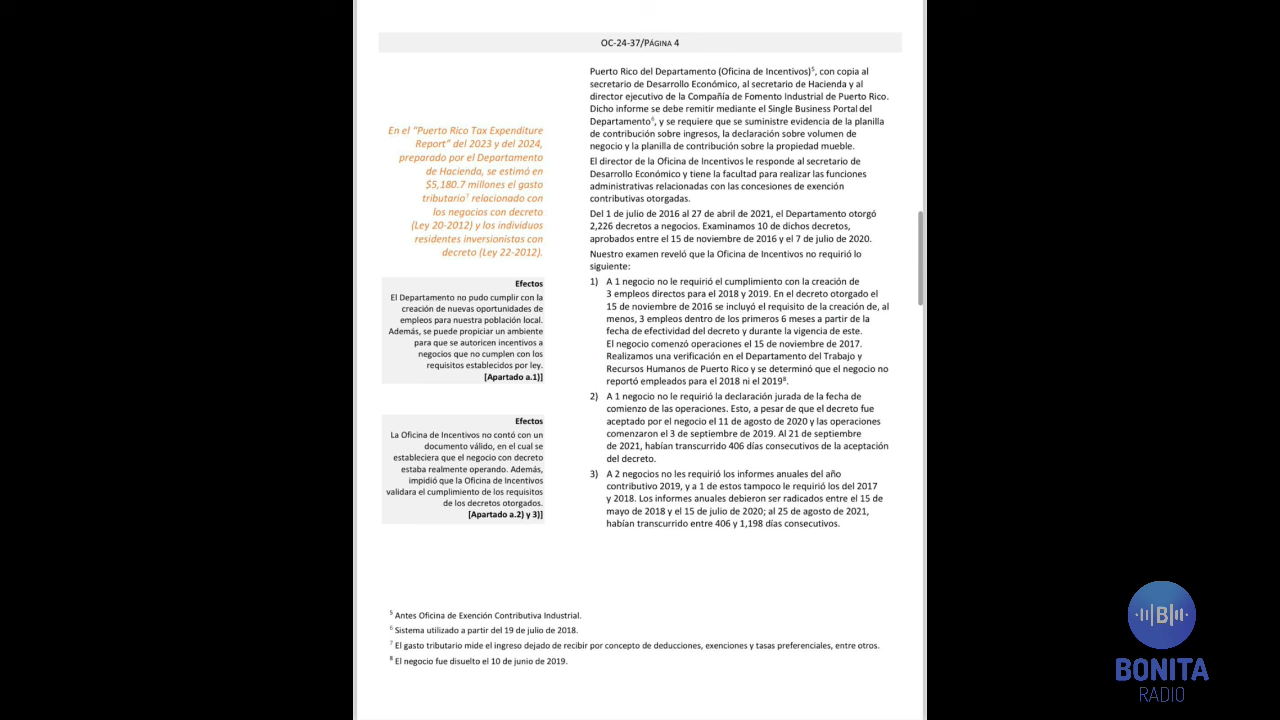 OC-24-37/PÁGINA 4
Puerto Rico del Departamento (Oficina de Incentivos)5, con copia al
secretario de Desarrollo Económico, al secretario de Hacienda y al
director ejecutivo de la Compañía de Fomento Industrial de Puerto Rico.
Dicho informe se debe remitir mediante el Single Business Portal del
Departamento6, y se requiere que se suministre evidencia de la planilla
de contribución sobre ingresos, la declaración sobre volumen de
negocio y la planilla de contribución sobre la propiedad mueble.
El director de la Oficina de Incentivos le responde al secretario de
Desarrollo Económico y tiene la facultad para realizar las funciones
administrativas relacionadas con las concesiones de exención
contributivas otorgadas.
Del 1 de julio de 2016 al 27 de abril de 2021, el Departamento otorgó
2,226 decretos a negocios. Examinamos 10 de dichos decretos,
aprobados entre el 15 de noviembre de 2016 y el 7 de julio de 2020.
Nuestro examen reveló que la Oficina de Incentivos no requirió lo
siguiente:
1) A 1 negocio no le requirió el cumplimiento con la creación de
3 empleos directos para el 2018 y 2019. En el decreto otorgado el
15 de noviembre de 2016 se incluyó el requisito de la creación de, al
menos, 3 empleos dentro de los primeros 6 meses a partir de la
fecha de efectividad del decreto y durante la vigencia de este.
El negocio comenzó operaciones el 15 de noviembre de 2017.
Realizamos una verificación en el Departamento del Trabajo y
Recursos Humanos de Puerto Rico y se determinó que el negocio no
reportó empleados para el 2018 ni el 20198.
2) A 1 negocio no le requirió la declaración jurada de la fecha de
comienzo de las operaciones. Esto, a pesar de que el decreto fue
aceptado por el negocio el 11 de agosto de 2020 y las operaciones
comenzaron el 3 de septiembre de 2019. Al 21 de septiembre
de 2021, habían transcurrido 406 días consecutivos de la aceptación
del decreto.
3) A 2 negocios no les requirió los informes anuales del año
contributivo 2019, y a 1 de estos tampoco le requirió los del 2017
y 2018. Los informes anuales debieron ser radicados entre el 15 de
mayo de 2018 y el 15 de julio de 2020; al 25 de agosto de 2021,
habían transcurrido entre 406 y 1,198 días consecutivos.
En el “Puerto Rico Tax Expenditure
Report” del 2023 y del 2024,
preparado por el Departamento
de Hacienda, se estimó en
$5,180.7 millones el gasto
tributario7 relacionado con
los negocios con decreto
(Ley 20-2012) y los individuos
residentes inversionistas con
decreto (Ley 22-2012).
Efectos
El Departamento no pudo cumplir con la
creación de nuevas oportunidades de
empleos para nuestra población local.
Además, se puede propiciar un ambiente
para que se autoricen incentivos a
negocios que no cumplen con los
requisitos establecidos por ley.
[Apartado a.1)]
Efectos
La Oficina de Incentivos no contó con un
documento válido, en el cual se
estableciera que el negocio con decreto
estaba realmente operando. Además,
impidió que la Oficina de Incentivos
validara el cumplimiento de los requisitos
de los decretos otorgados.
[Apartado a.2) y 3)]
5 Antes Oficina de Exención Contributiva Industrial.
6 Sistema utilizado a partir del 19 de julio de 2018.
7 El gasto tributario mide el ingreso dejado de recibir por concepto de deducciones, exenciones y tasas preferenciales, entre otros.
8 El negocio fue disuelto el 10 de junio de 2019.
B
BONITA
RADIO